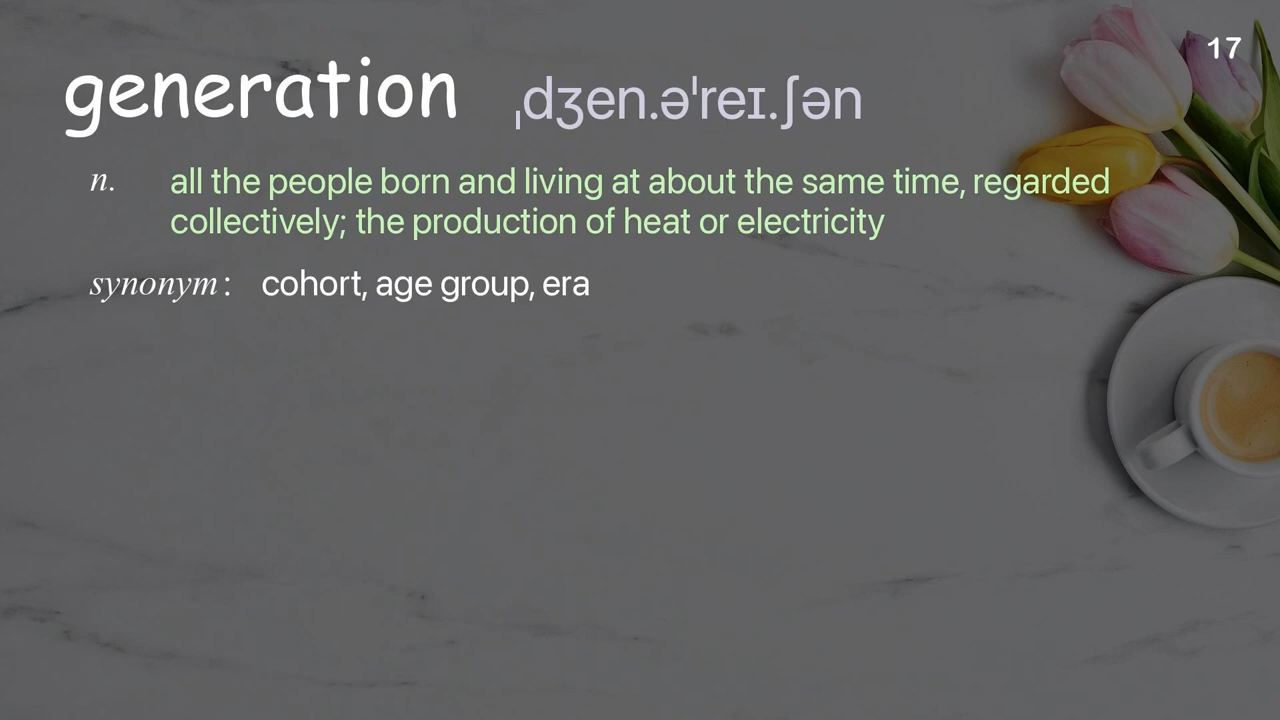 17
generation ˌdʒen.əˈreɪ.ʃən
n. all the people born and living at about the same time, regarded
collectively; the production of heat or electricity
synonym: cohort, age group, era